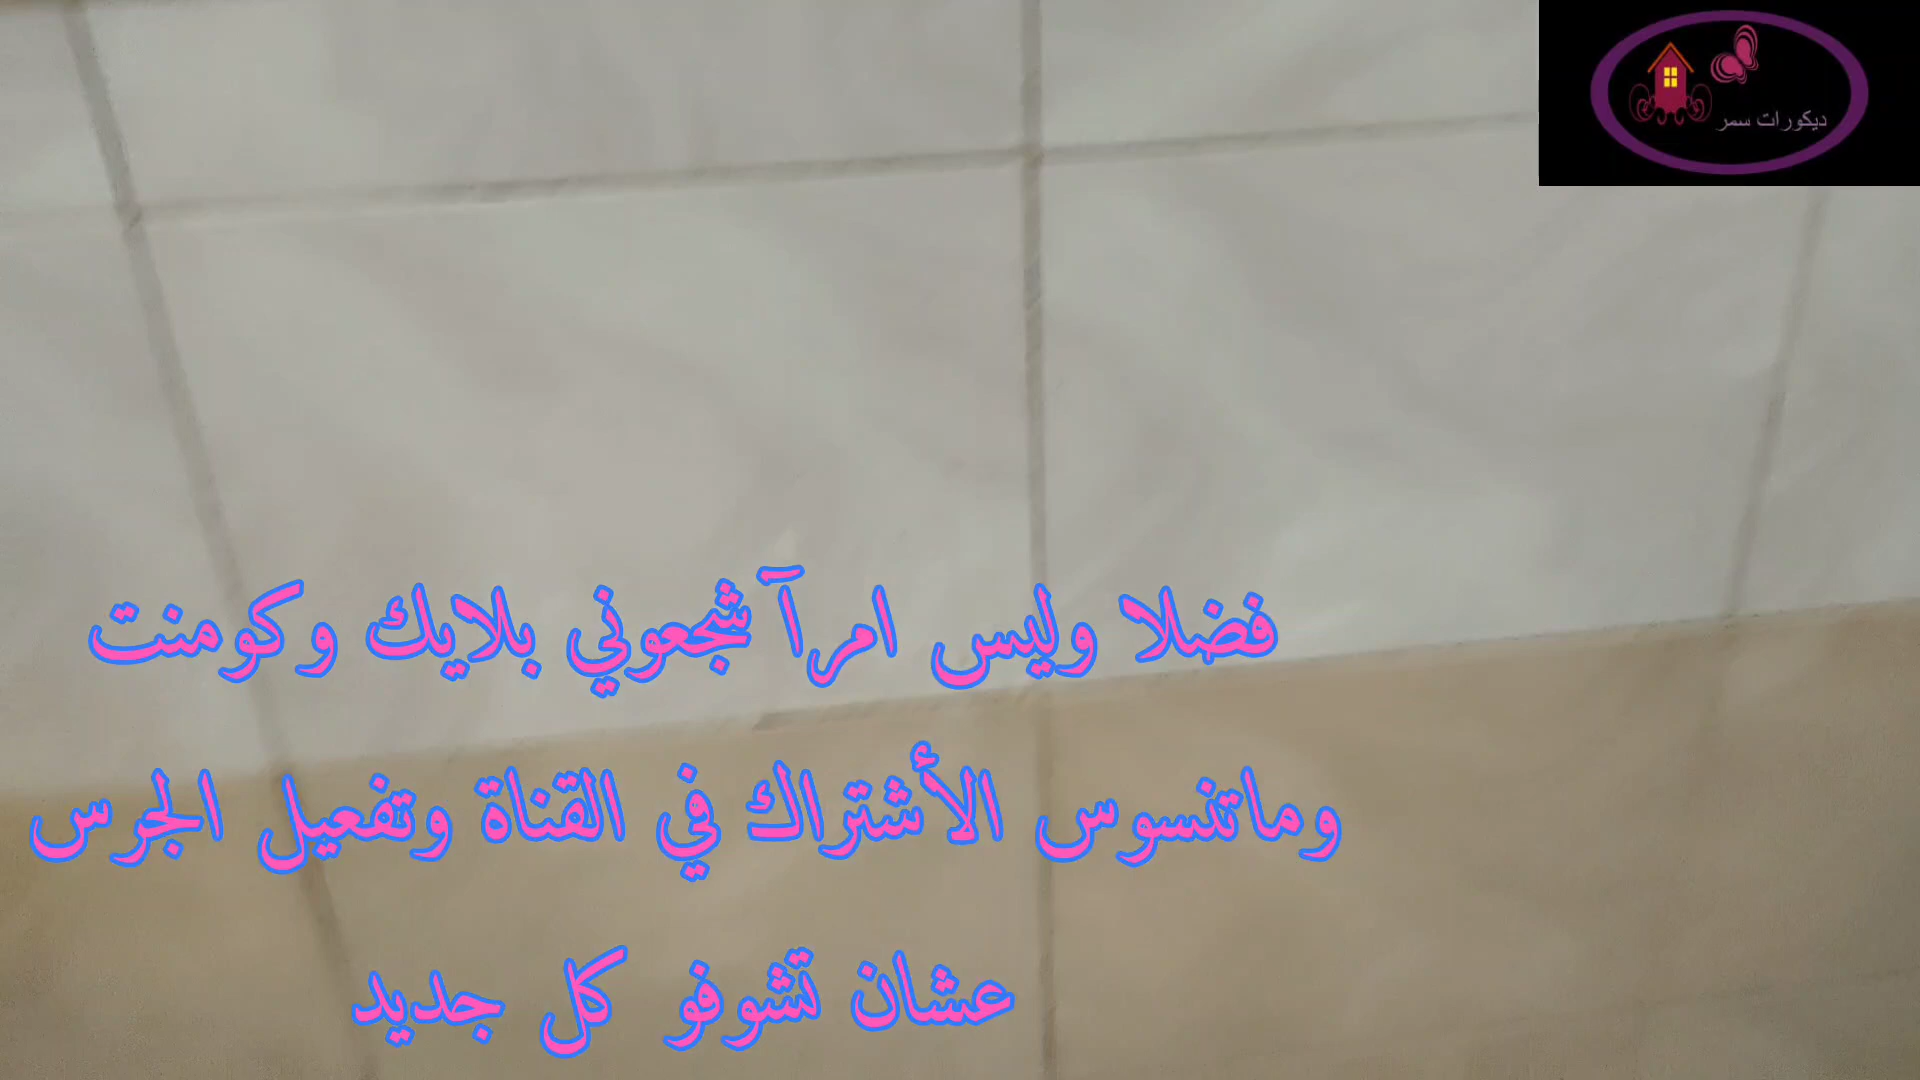 ديكورات سمر
فضلا وليس امرآ شجعوني بلايك وكومنت
وماتنسوس الأشتراك في القناة وتفعيل الجرس
عشان تشوفو كل جديد